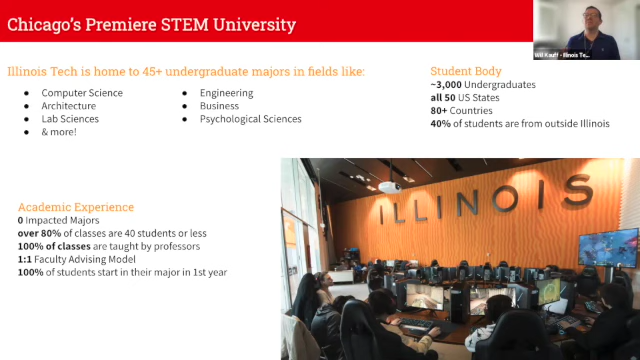 Chicago's Premiere STEM University
Will Kauff - Illinois Te...
Illinois Tech is home to 45+ undergraduate majors in fields like:
● Computer Science
● Architecture
● Lab Sciences
● & more!
● Engineering
● Business
● Psychological Sciences
Student Body
~3,000 Undergraduates
all 50 US States
80+ Countries
40% of students are from outside Illinois
Academic Experience
0 Impacted Majors
over 80% of classes are 40 students or less
100% of classes are taught by professors
1:1 Faculty Advising Model
100% of students start in their major in 1st year
ILLINOIS